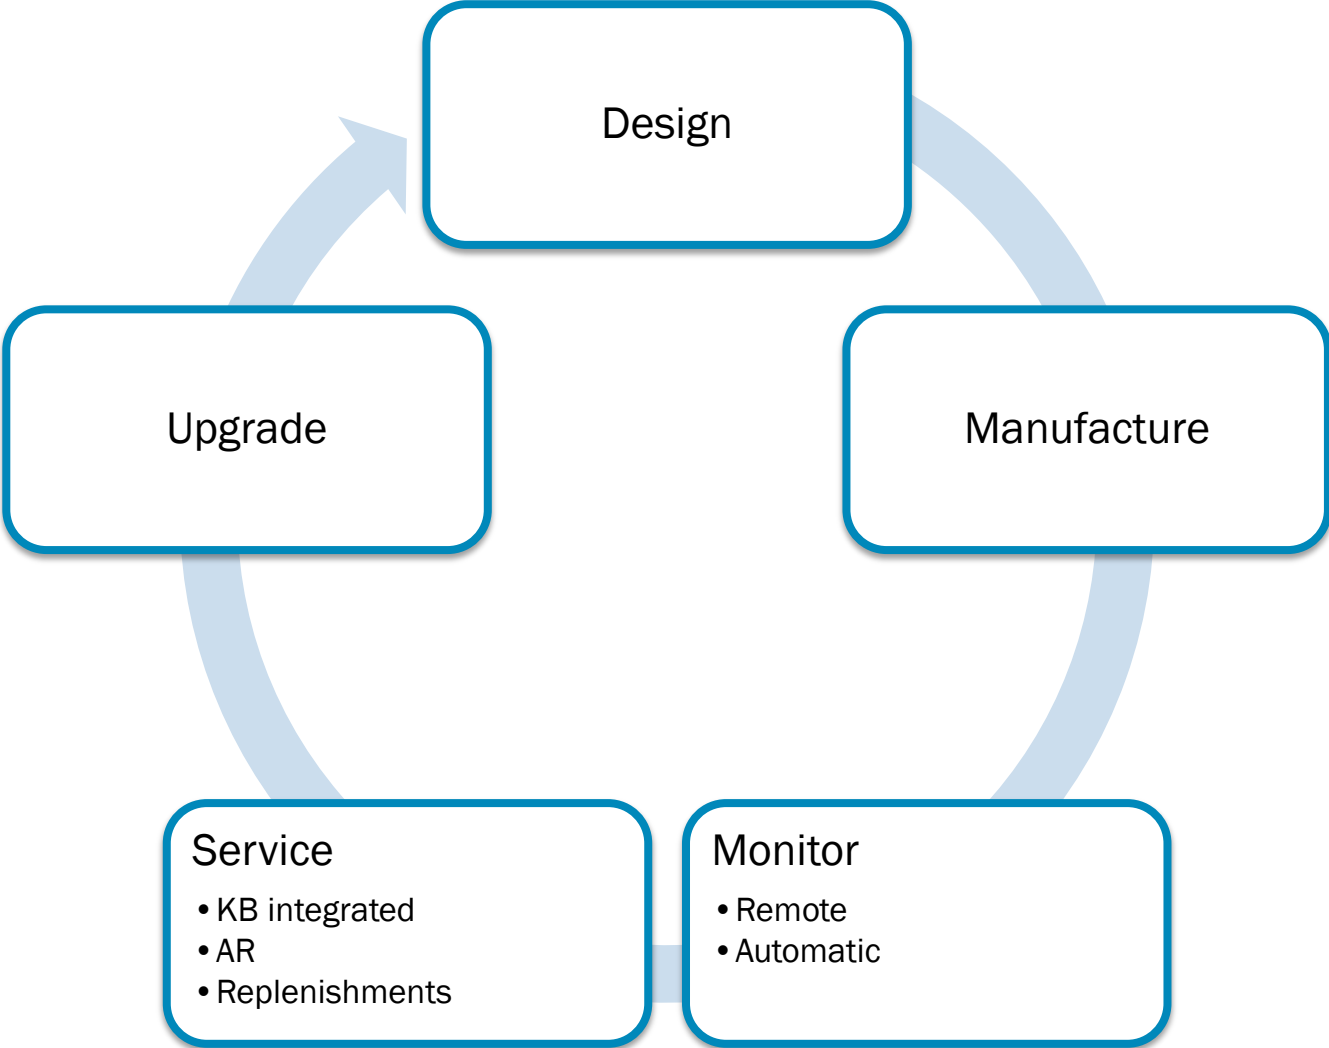 Design
Upgrade
Manufacture
Service
•KB integrated
•AR
•Replenishments
Monitor
•Remote
•Automatic